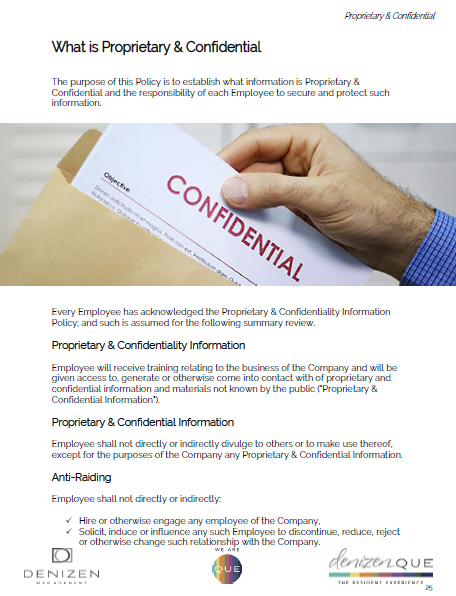 Proprietary & Confidential
What is Proprietary & Confidential
The purpose of this Policy is to establish what information is Proprietary &
Confidential and the responsibility of each Employee to secure and protect such
information.
Objective
CONFIDENTIAL
Every Employee has acknowledged the Proprietary & Confidentiality Information
Policy; and such is assumed for the following summary review.
Proprietary & Confidentiality Information
Employee will receive training relating to the business of the Company and will be
given access to, generate or otherwise come into contact with of proprietary and
confidential information and materials not known by the public ("Proprietary &
Confidential Information").
Proprietary & Confidential Information
Employee shall not directly or indirectly divulge to others or to make use thereof,
except for the purposes of the Company any Proprietary & Confidential Information.
Anti-Raiding
Employee shall not directly or indirectly:
✓ Hire or otherwise engage any employee of the Company,
✓ Solicit, induce or influence any such Employee to discontinue, reduce, reject
or otherwise change such relationship with the Company.
DENIZEN
MANAGEMENT
WE ARE
QUE
denizenQUE
THE RESIDENT EXPERIENCE
25